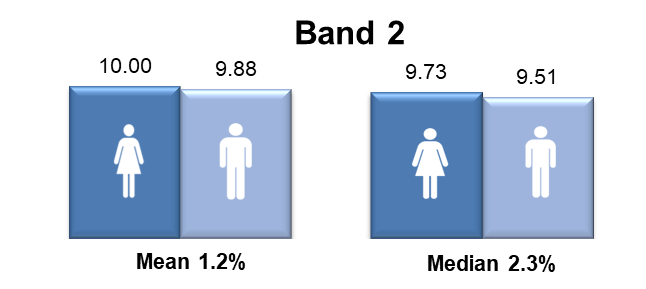 Band 2
10.00
9.88
9.73
9.51
Mean 1.2%
Median 2.3%